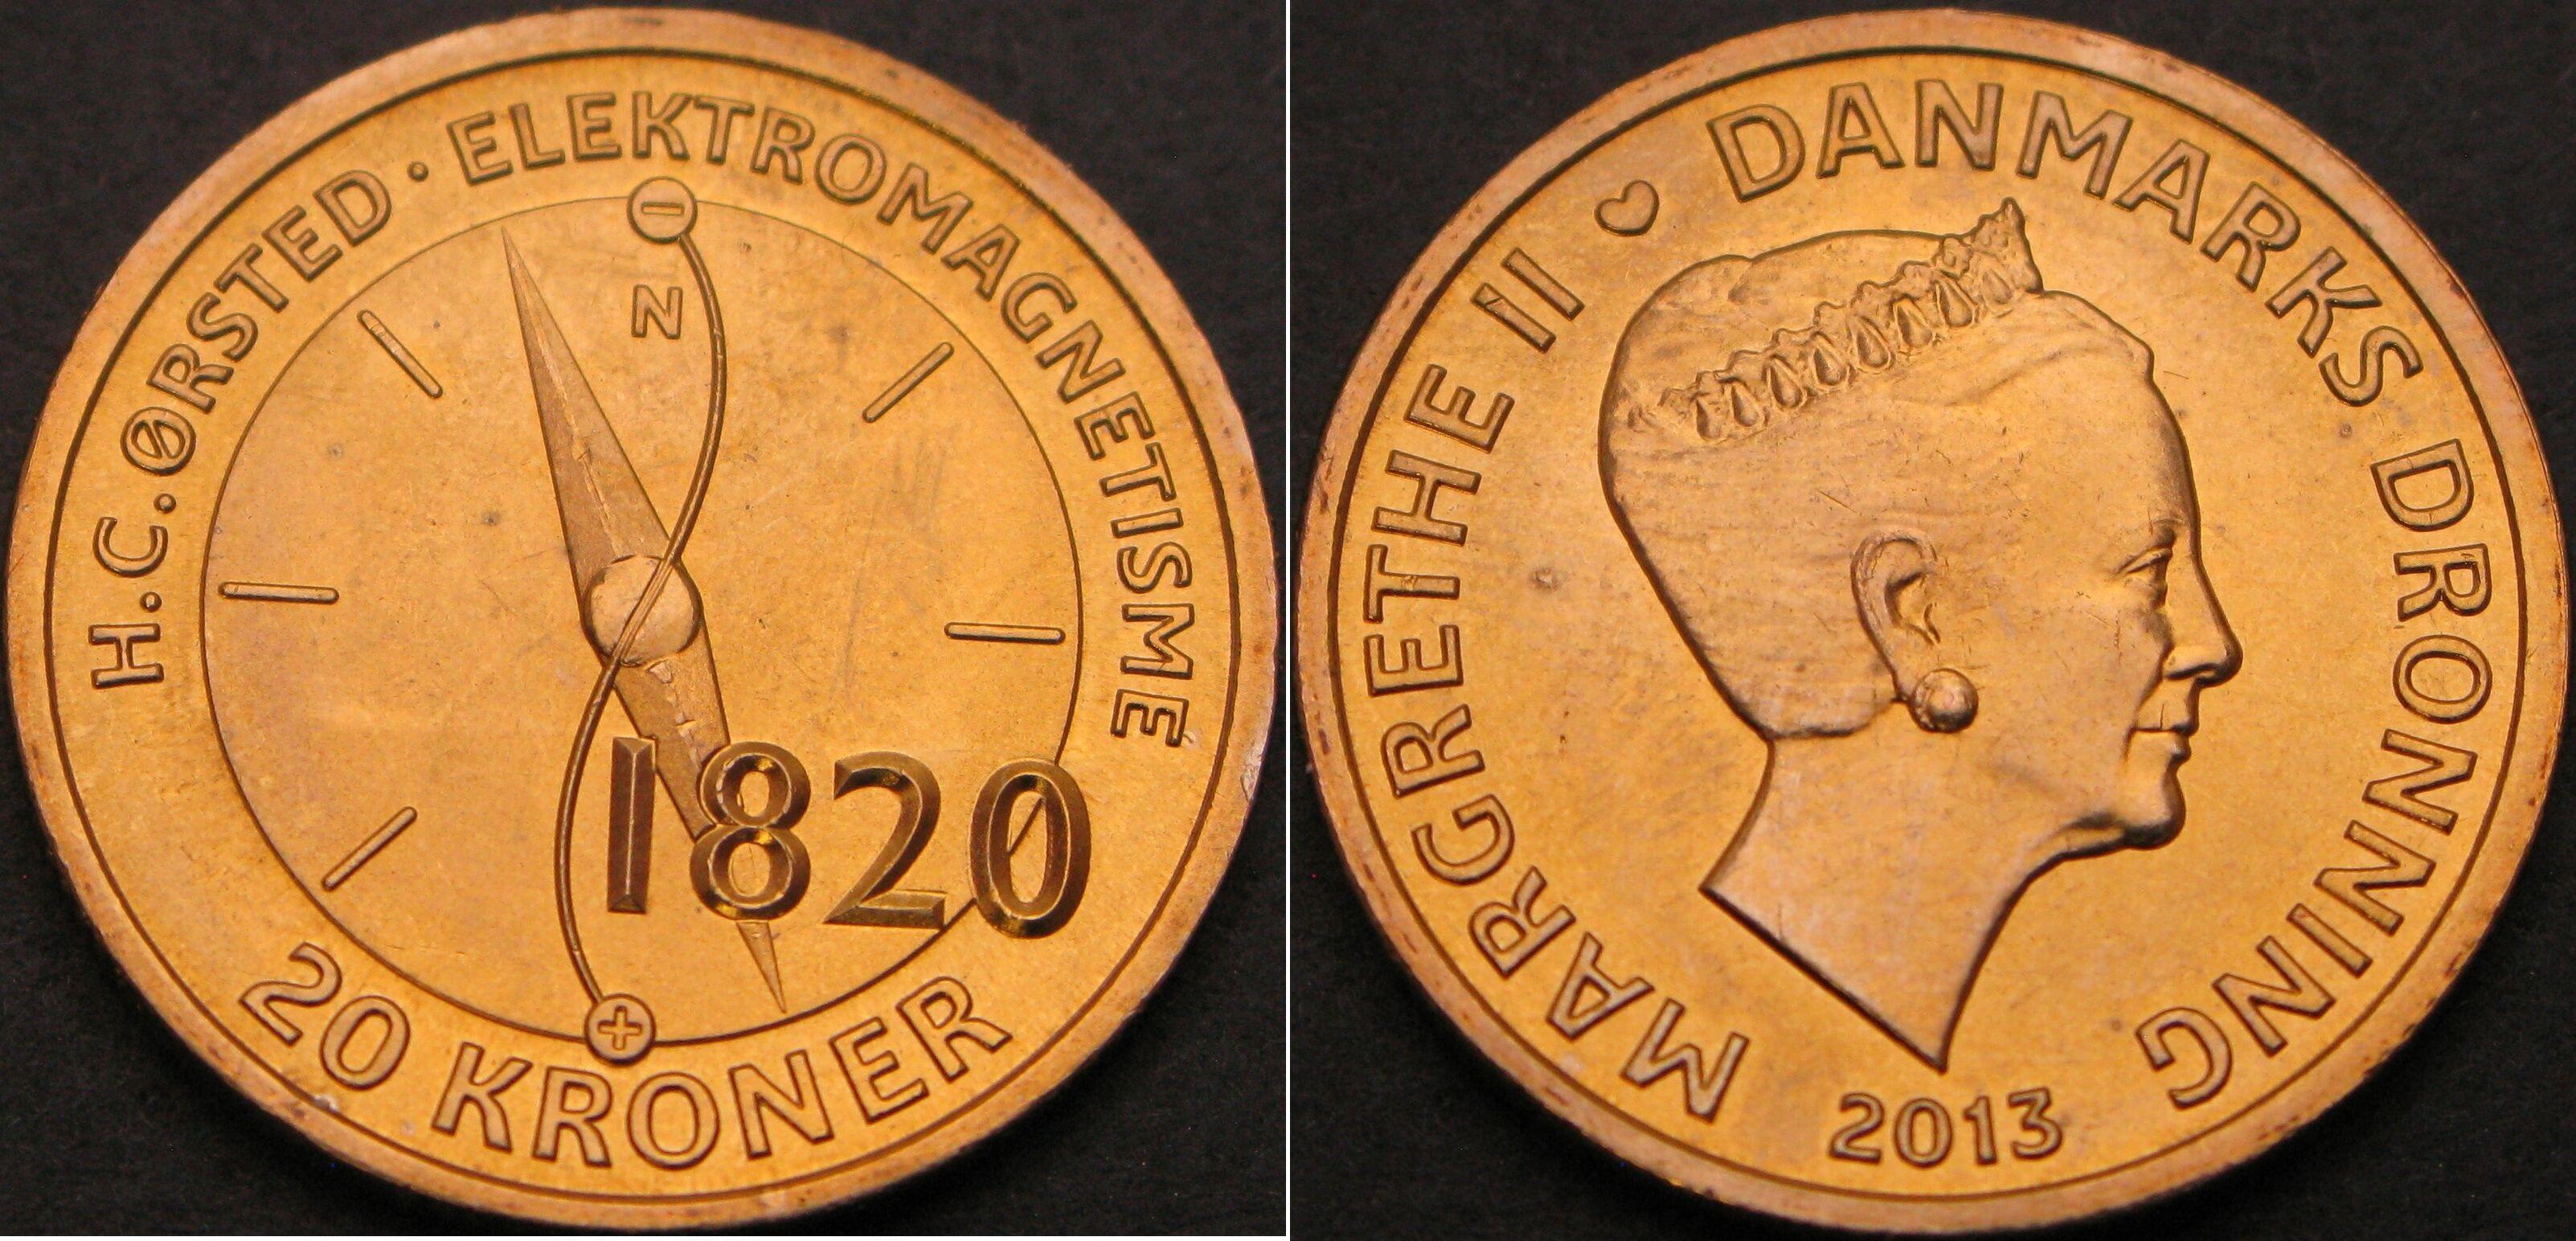 H.C.ØRSTED · ELEKTROMAGNETISME
–
N
1820
+
20 KRONER
MARGRETHE II ♥ DANMARKS DRONNING
2013